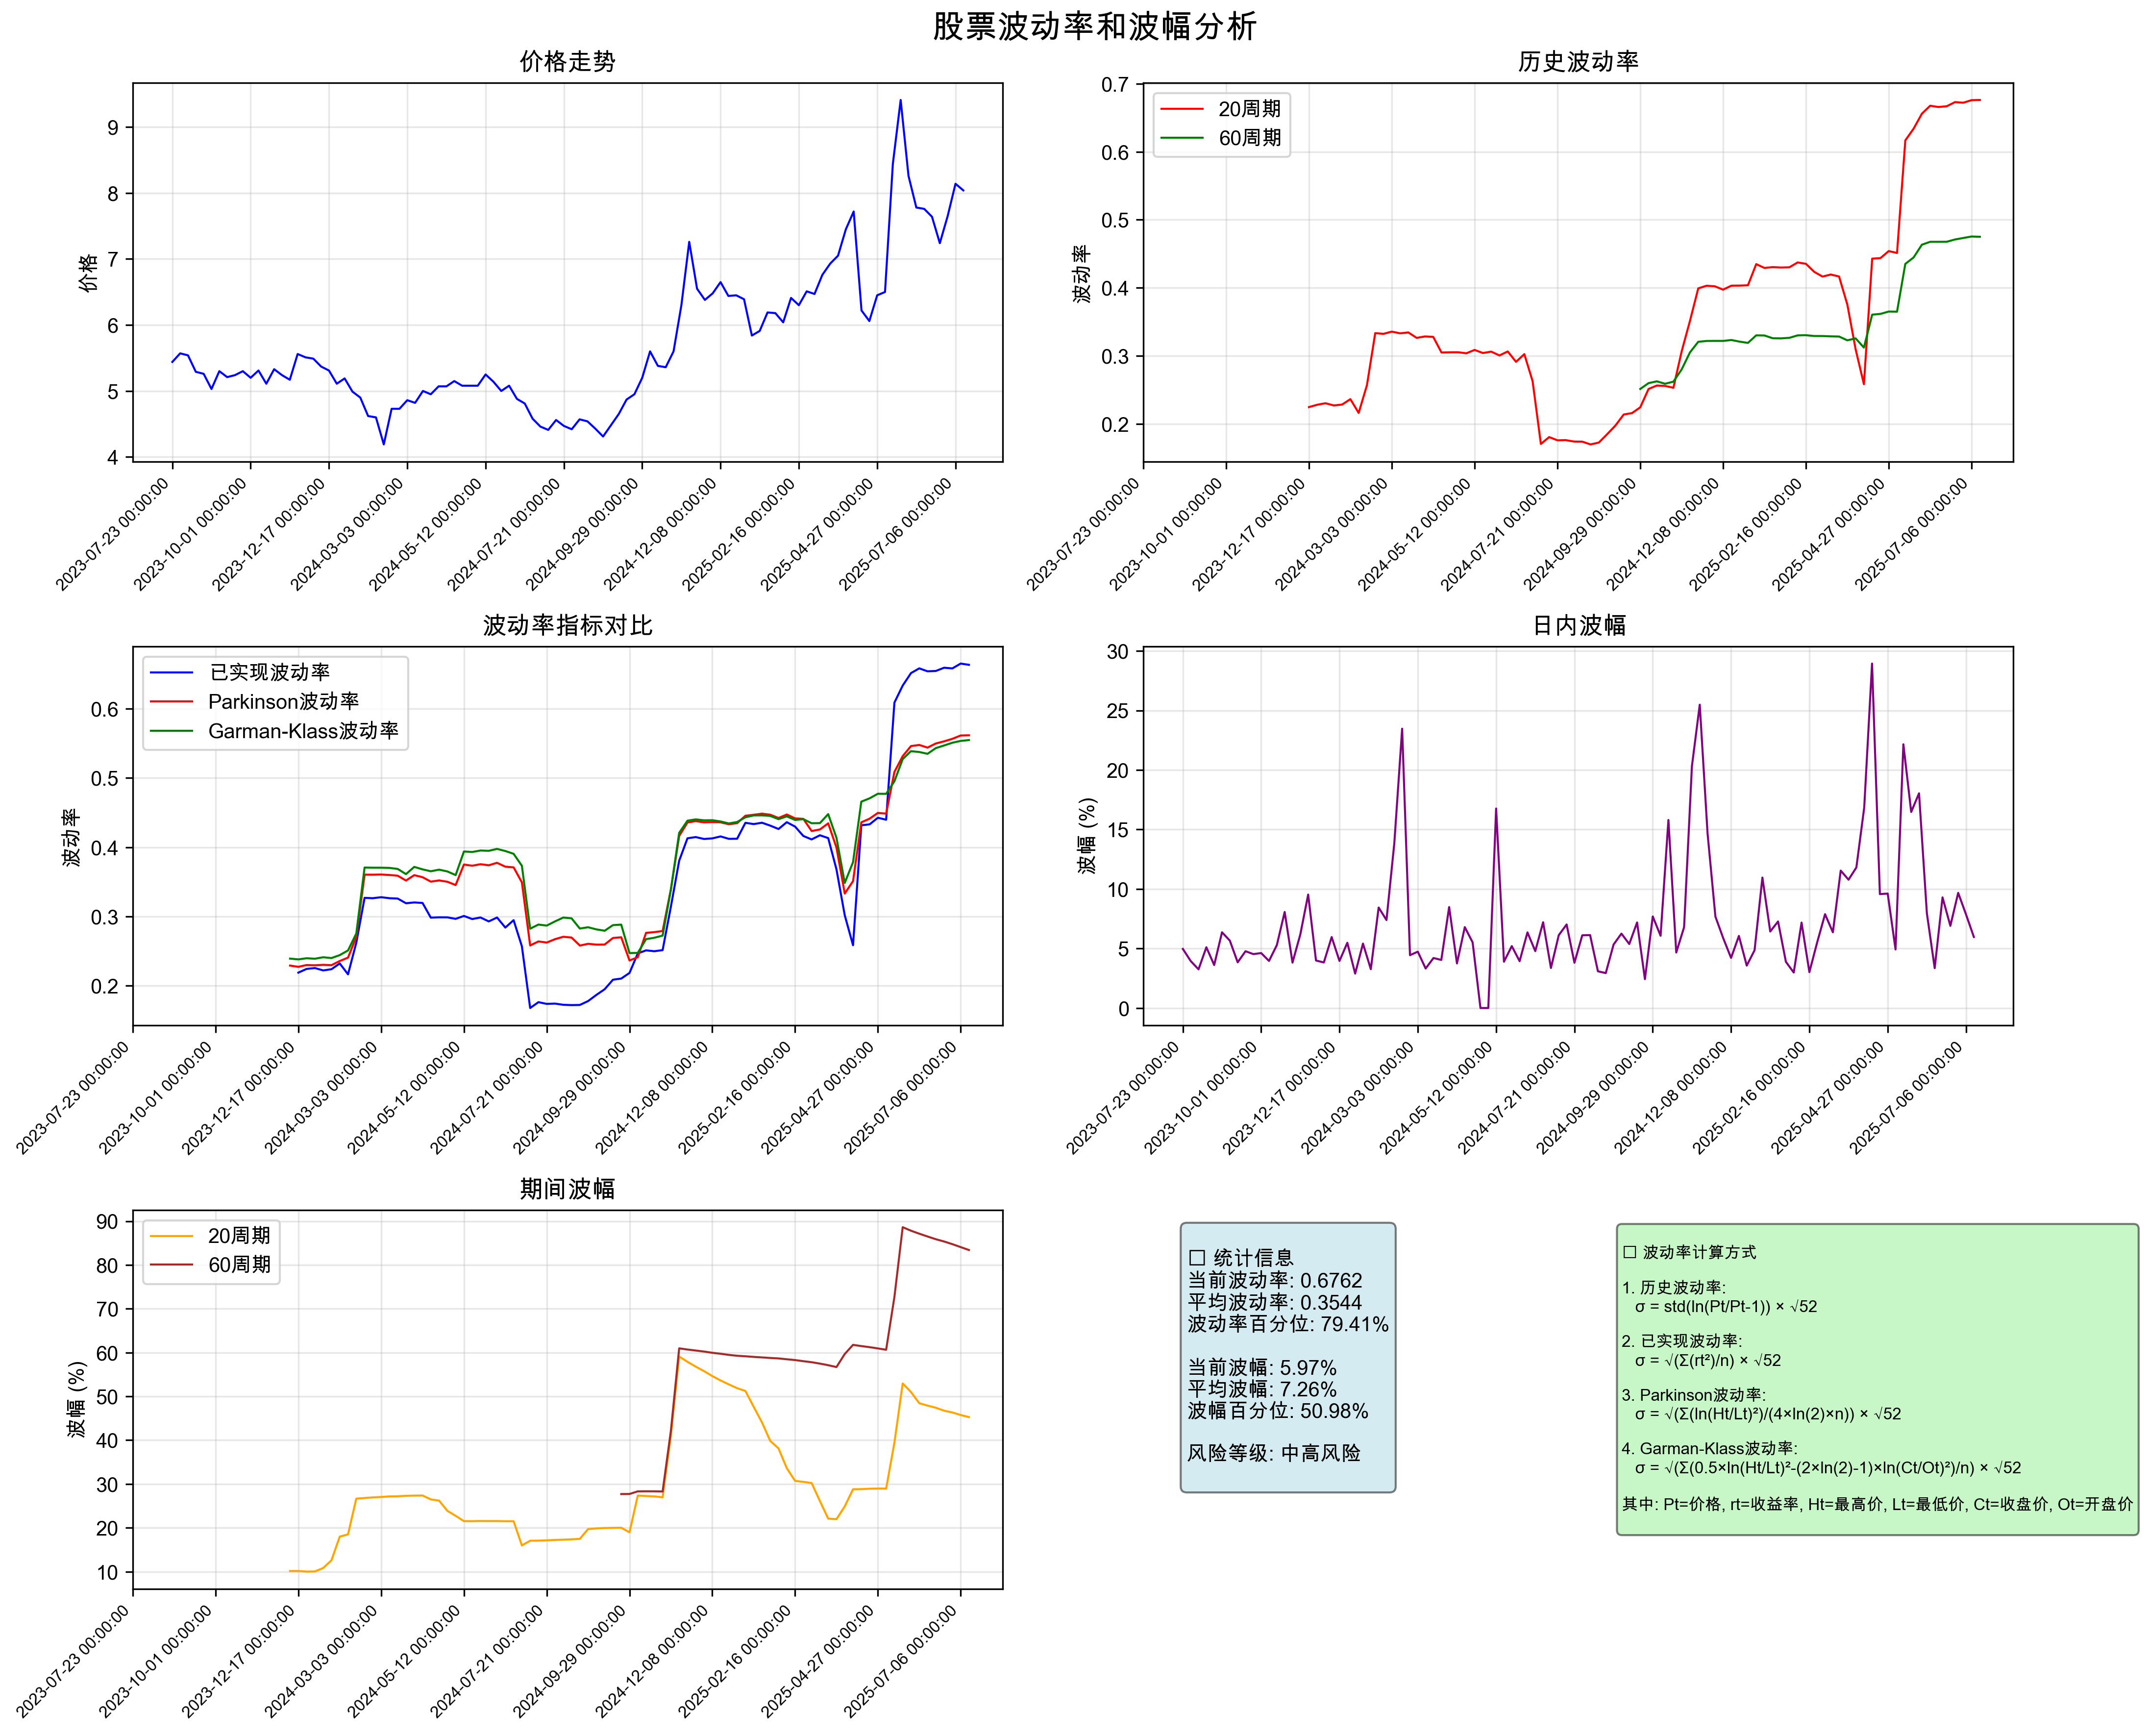 股票波动率和波幅分析
价格走势
价格
9
8
7
6
5
4
2023-07-23 00:00:00
2023-10-01 00:00:00
2023-12-17 00:00:00
2024-03-03 00:00:00
2024-05-12 00:00:00
2024-07-21 00:00:00
2024-09-29 00:00:00
2024-12-08 00:00:00
2025-02-16 00:00:00
2025-04-27 00:00:00
2025-07-06 00:00:00
历史波动率
20周期
60周期
波动率
0.7
0.6
0.5
0.4
0.3
0.2
2023-07-23 00:00:00
2023-10-01 00:00:00
2023-12-17 00:00:00
2024-03-03 00:00:00
2024-05-12 00:00:00
2024-07-21 00:00:00
2024-09-29 00:00:00
2024-12-08 00:00:00
2025-02-16 00:00:00
2025-04-27 00:00:00
2025-07-06 00:00:00
波动率指标对比
已实现波动率
Parkinson波动率
Garman-Klass波动率
波动率
0.6
0.5
0.4
0.3
0.2
2023-07-23 00:00:00
2023-10-01 00:00:00
2023-12-17 00:00:00
2024-03-03 00:00:00
2024-05-12 00:00:00
2024-07-21 00:00:00
2024-09-29 00:00:00
2024-12-08 00:00:00
2025-02-16 00:00:00
2025-04-27 00:00:00
2025-07-06 00:00:00
日内波幅
波幅 (%)
30
25
20
15
10
5
0
2023-07-23 00:00:00
2023-10-01 00:00:00
2023-12-17 00:00:00
2024-03-03 00:00:00
2024-05-12 00:00:00
2024-07-21 00:00:00
2024-09-29 00:00:00
2024-12-08 00:00:00
2025-02-16 00:00:00
2025-04-27 00:00:00
2025-07-06 00:00:00
期间波幅
20周期
60周期
波幅 (%)
90
80
70
60
50
40
30
20
10
2023-07-23 00:00:00
2023-10-01 00:00:00
2023-12-17 00:00:00
2024-03-03 00:00:00
2024-05-12 00:00:00
2024-07-21 00:00:00
2024-09-29 00:00:00
2024-12-08 00:00:00
2025-02-16 00:00:00
2025-04-27 00:00:00
2025-07-06 00:00:00
□ 统计信息
当前波动率: 0.6762
平均波动率: 0.3544
波动率百分位: 79.41%
当前波幅: 5.97%
平均波幅: 7.26%
波幅百分位: 50.98%
风险等级: 中高风险
□ 波动率计算方式
1. 历史波动率:
σ = std(ln(Pt/Pt-1)) × √52
2. 已实现波动率:
σ = √(Σ(rt²)/n) × √52
3. Parkinson波动率:
σ = √(Σ(ln(Ht/Lt)²)/(4×ln(2)×n)) × √52
4. Garman-Klass波动率:
σ = √(Σ(0.5×ln(Ht/Lt)²-(2×ln(2)-1)×ln(Ct/Ot)²)/n) × √52
其中: Pt=价格, rt=收益率, Ht=最高价, Lt=最低价, Ct=收盘价, Ot=开盘价